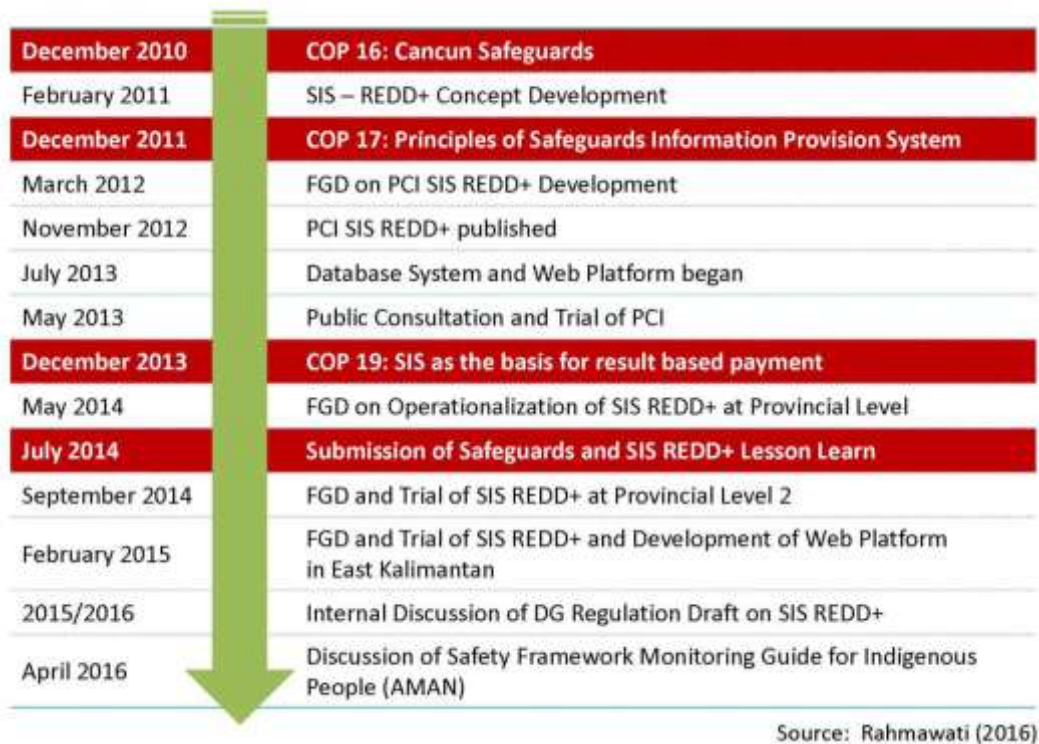 December 2010 COP 16: Cancun Safeguards
February 2011 SIS – REDD+ Concept Development
December 2011 COP 17: Principles of Safeguards Information Provision System
March 2012 FGD on PCI SIS REDD+ Development
November 2012 PCI SIS REDD+ published
July 2013 Database System and Web Platform began
May 2013 Public Consultation and Trial of PCI
December 2013 COP 19: SIS as the basis for result based payment
May 2014 FGD on Operationalization of SIS REDD+ at Provincial Level
July 2014 Submission of Safeguards and SIS REDD+ Lesson Learn
September 2014 FGD and Trial of SIS REDD+ at Provincial Level 2
February 2015 FGD and Trial of SIS REDD+ and Development of Web Platform
in East Kalimantan
2015/2016 Internal Discussion of DG Regulation Draft on SIS REDD+
April 2016 Discussion of Safety Framework Monitoring Guide for Indigenous
People (AMAN)
Source: Rahmawati (2016)